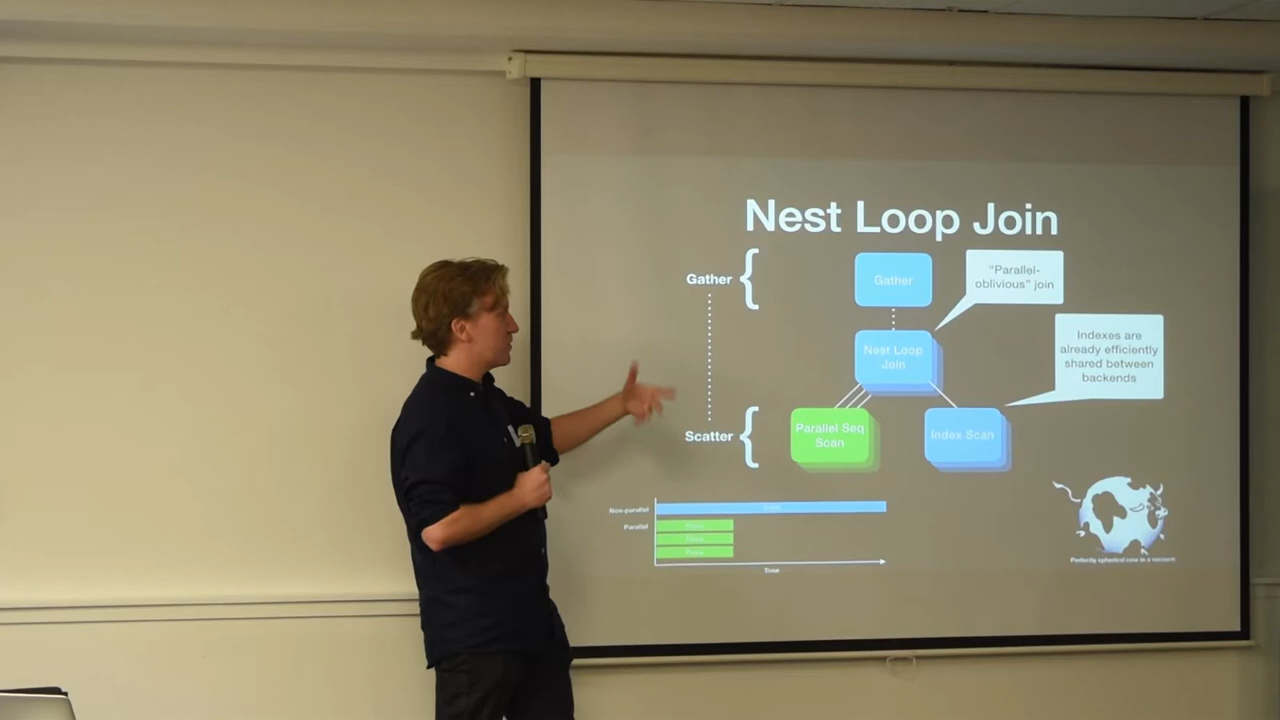 Nest Loop Join
Gather
Gather
"Parallel-
oblivious" join
Nest Loop
Join
Indexes are
already efficiently
shared between
backends
Scatter
Parallel Seq
Scan
Index Scan
Non-parallel
Parallel
Time
Perfectly spherical cow in a vacuum